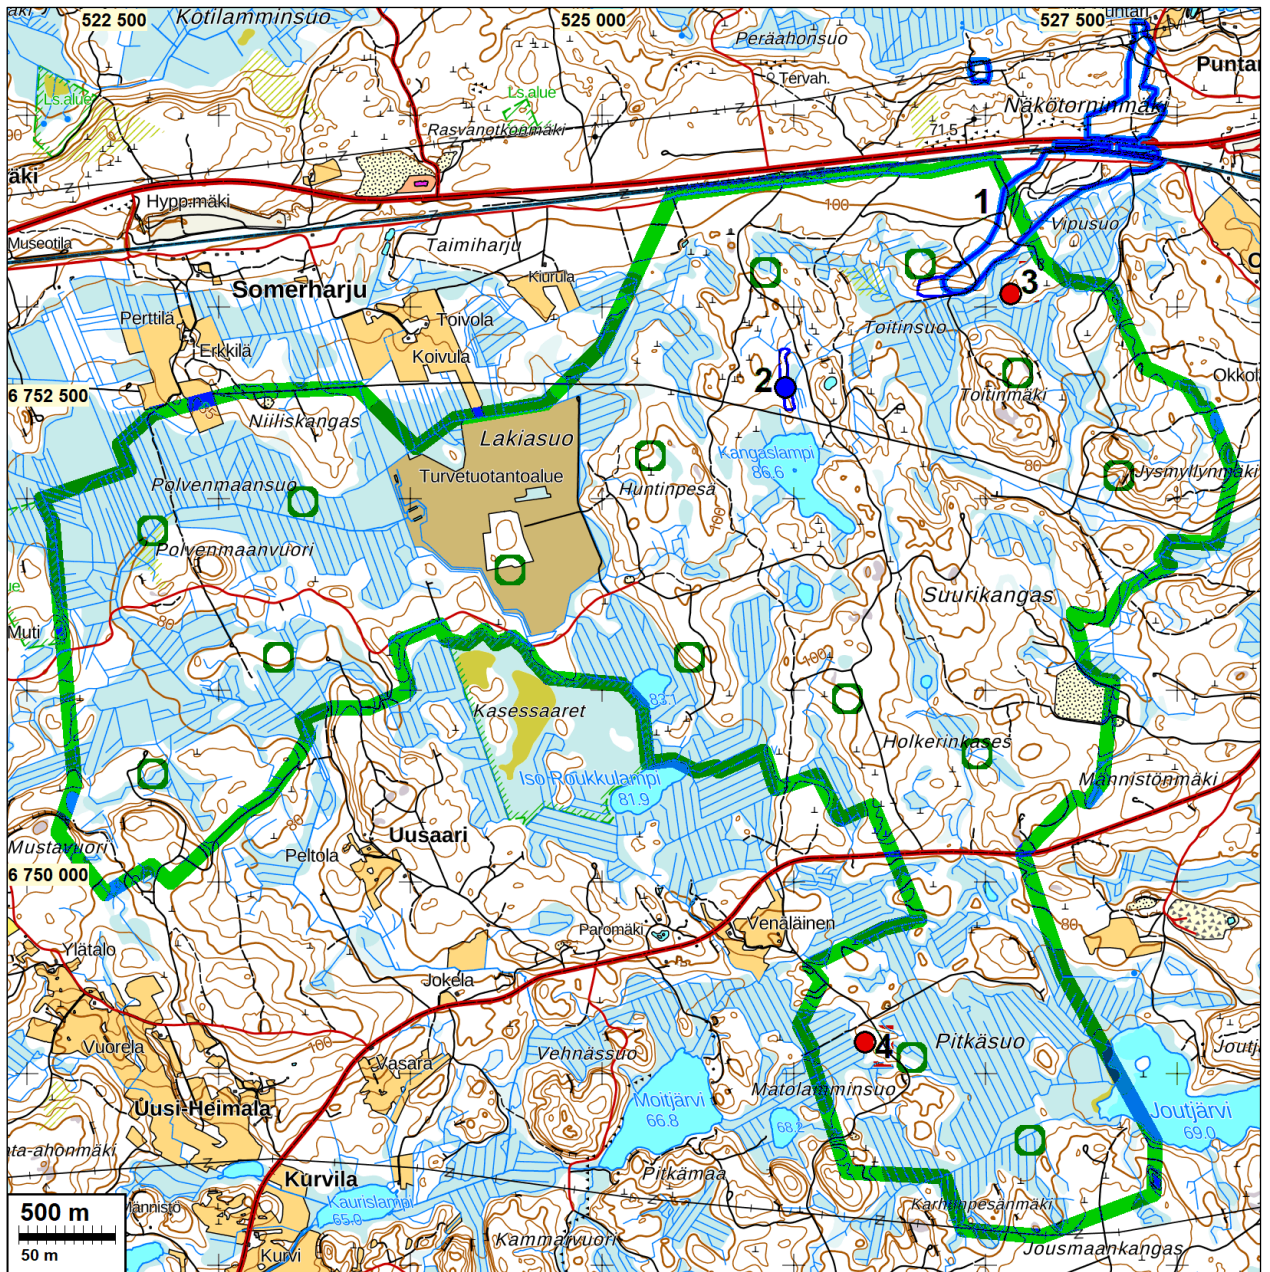 522 500
Kotilamminsuo
525 000
527 500
Peräahonsuo
Puntar
Tervah.
Ls.alue
Ls.alue
Näkötorninmäki
71.5
Rasvanotkonmäki
äki
Hypp.mäki
100
1
Vipusuo
Museotila
Taimiharju
Kiurula
Somerharju
3
Perttilä
Toivola
Toitinsuo
Erkkilä
Koivula
2
Okkola
6 752 500
Toitinmäki
Niiliskangas
Lakiasuo
Kangaslampi
86.6
80
Jysmyllynmäki
Turvetuotantoalue
Polvenmaansuo
Huntinpesä
100
Polvenmaanvuori
Suurikangas
80
Muti
100
83.
Kasessaaret
Holkerinkases
Iso-Roukkulampi
81.9
Männistönmäki
80
Uusaari
Mustavuori
Peltola
6 750 000
80
Venäläinen
Paromäki
Ylätalo
Jokela
Vuorela
100
Vehnässuo
4
Pitkäsuo
Vasara
Matolamminsuo
Moitjärvi
66.8
Joutjärvi
69.0
Uusi-Heimala
68.2
ata-ahonmäki
Pitkämaa
Kurvila
500 m
50 m
Männistö
Kaurislampi
65.0
Karhunpesänmäki
Kurvi
Kammarvuori
Jousmaankangas